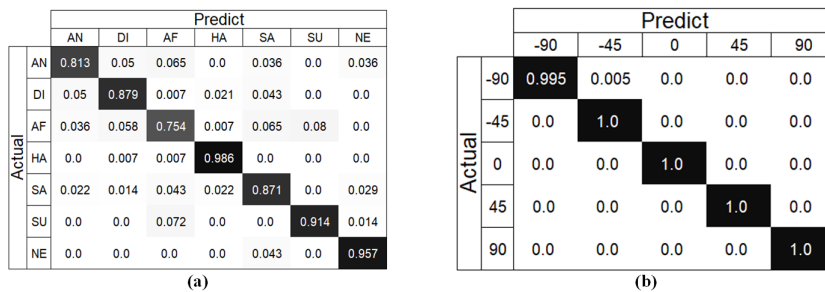 Predict
AN DI AF HA SA SU NE
Actual
AN 0.813 0.05 0.065 0.0 0.036 0.0 0.036
DI 0.05 0.879 0.007 0.021 0.043 0.0 0.0
AF 0.036 0.058 0.754 0.007 0.065 0.08 0.0
HA 0.0 0.007 0.007 0.986 0.0 0.0 0.0
SA 0.022 0.014 0.043 0.022 0.871 0.0 0.029
SU 0.0 0.0 0.072 0.0 0.0 0.914 0.014
NE 0.0 0.0 0.0 0.0 0.043 0.0 0.957
(a)
Predict
-90 -45 0 45 90
Actual
-90 0.995 0.005 0.0 0.0 0.0
-45 0.0 1.0 0.0 0.0 0.0
0 0.0 0.0 1.0 0.0 0.0
45 0.0 0.0 0.0 1.0 0.0
90 0.0 0.0 0.0 0.0 1.0
(b)